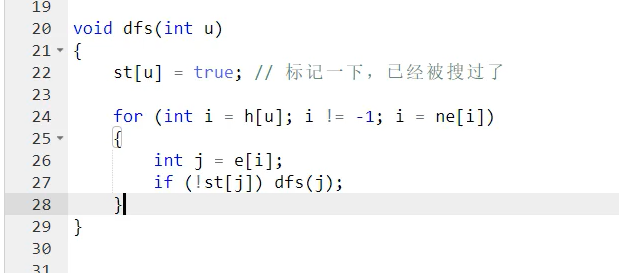 19
20 void dfs(int u)
21 {
22     st[u] = true; // 标记一下，已经被搜过了
23
24     for (int i = h[u]; i != -1; i = ne[i])
25     {
26         int j = e[i];
27         if (!st[j]) dfs(j);
28     }
29 }
30
31